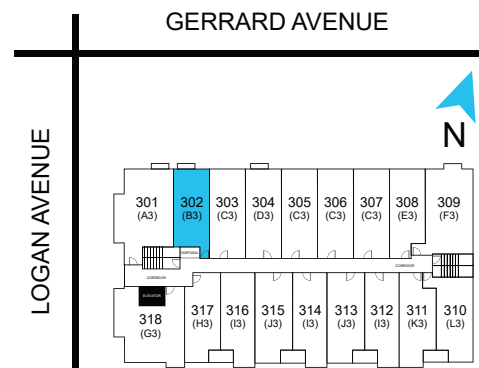 GERRARD AVENUE
LOGAN AVENUE
N
301 302 303 304 305 306 307 308 309
(A3) (B3) (C3) (D3) (C3) (C3) (C3) (E3) (F3)
DISPOSAL
CORRIDOR
CORRIDOR
ELEVATOR
318 317 316 315 314 313 312 311 310
(G3) (H3) (I3) (J3) (I3) (J3) (I3) (K3) (L3)